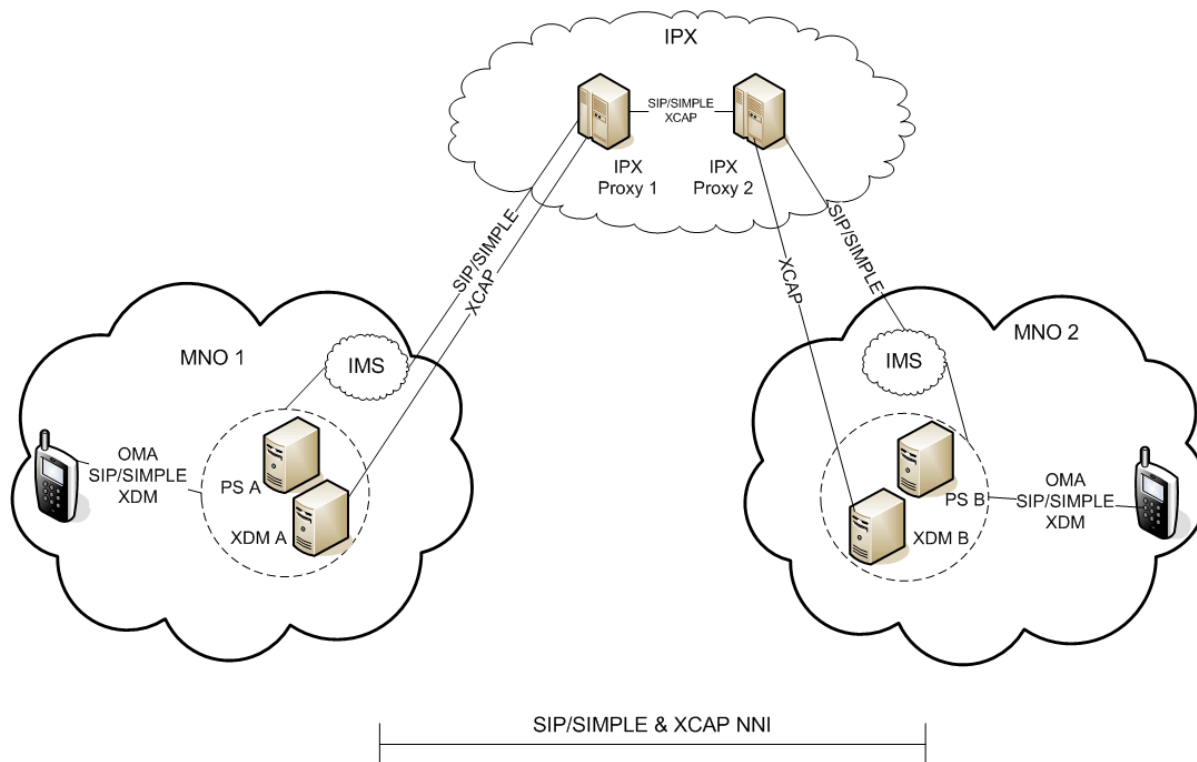 IPX
SIP/SIMPLE
XCAP
IPX
Proxy 1
IPX
Proxy 2
SIP/SIMPLE
XCAP
SIP/SIMPLE
XCAP
MNO 1
IMS
OMA
SIP/SIMPLE
XDM
PS A
XDM A
MNO 2
IMS
PS B
XDM B
OMA
SIP/SIMPLE
XDM
SIP/SIMPLE & XCAP NNI